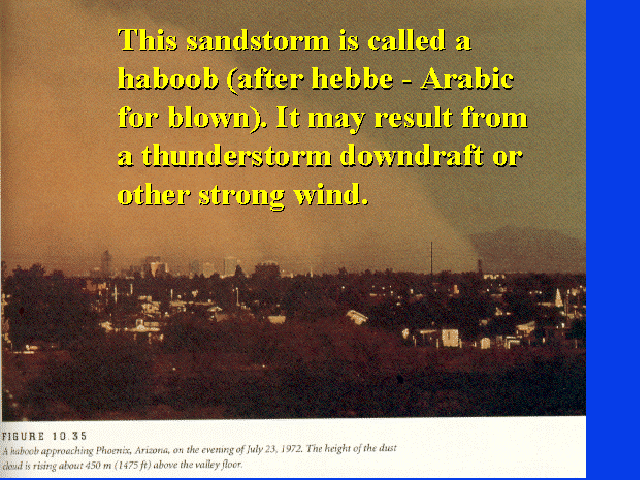 This sandstorm is called a
haboob (after hebbe - Arabic
for blown). It may result from
a thunderstorm downdraft or
other strong wind.
FIGURE 10.35
A haboob approaching Phoenix, Arizona, on the evening of July 23, 1972. The height of the dust
cloud is rising about 450 m (1475 ft) above the valley floor.